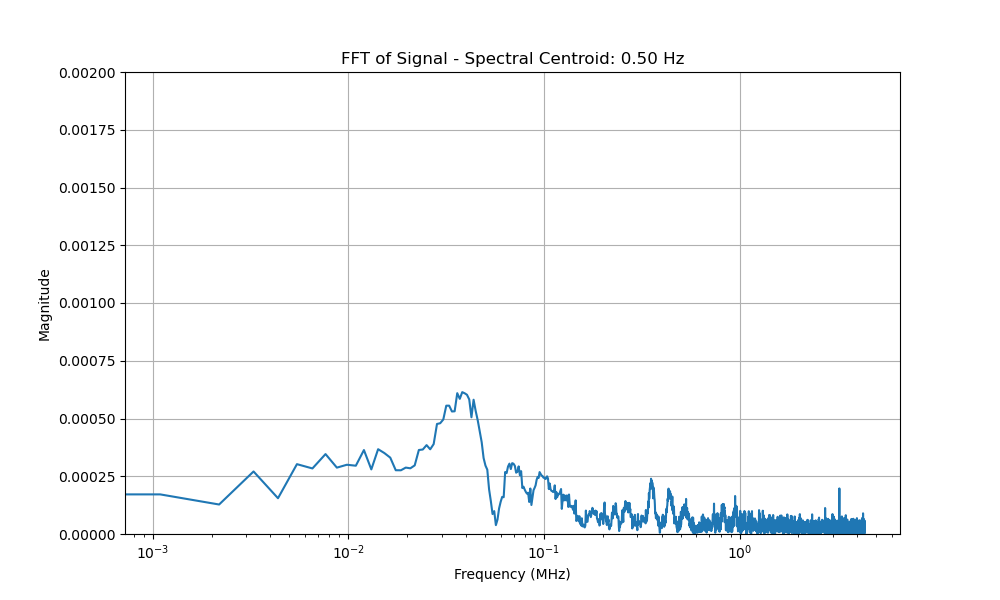 FFT of Signal - Spectral Centroid: 0.50 Hz
0.00200
0.00175
0.00150
0.00125
0.00100
0.00075
0.00050
0.00025
0.00000
Magnitude
10⁻³ 10⁻² 10⁻¹ 10⁰
Frequency (MHz)